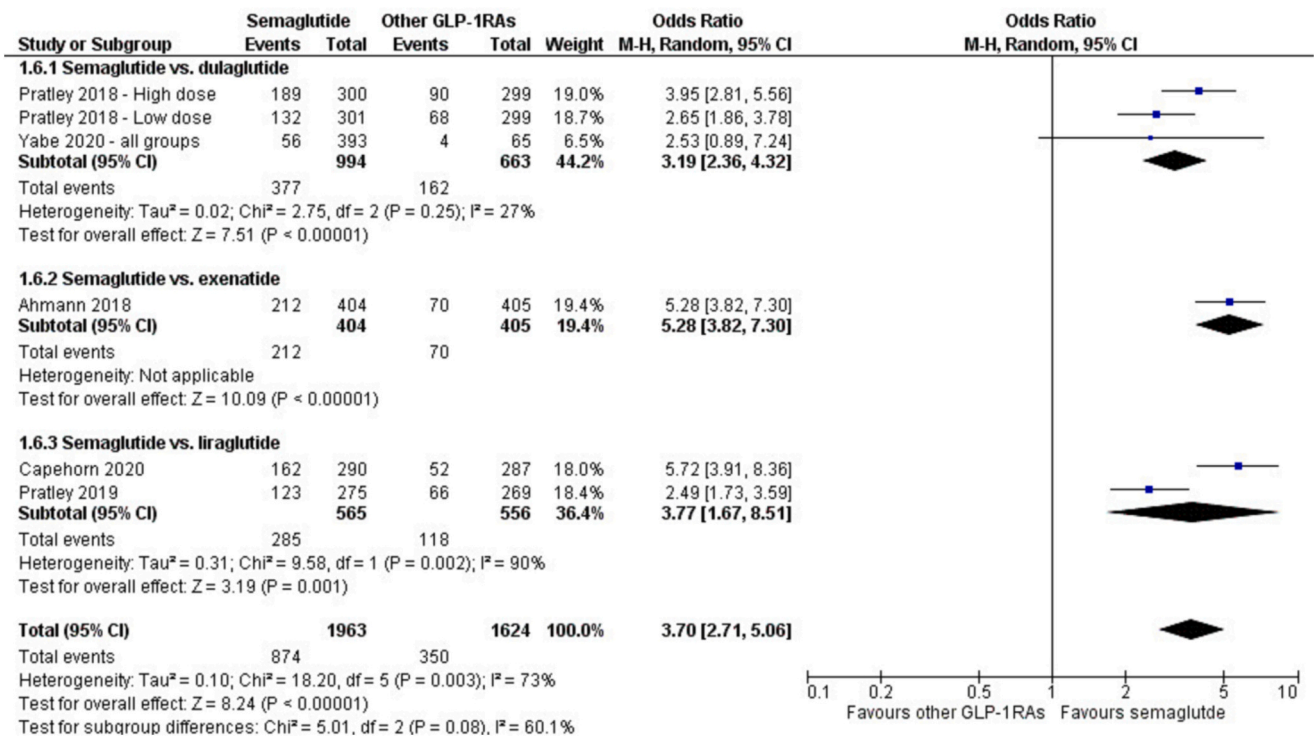 Semaglutide Other GLP-1RAs Odds Ratio Odds Ratio
Study or Subgroup Events Total Events Total Weight M-H, Random, 95% CI M-H, Random, 95% CI
1.6.1 Semaglutide vs. dulaglutide
Pratley 2018 - High dose 189 300 90 299 19.0% 3.95 [2.81, 5.56]
Pratley 2018 - Low dose 132 301 68 299 18.7% 2.65 [1.86, 3.78]
Yabe 2020 - all groups 56 393 4 65 6.5% 2.53 [0.89, 7.24]
Subtotal (95% CI) 994 663 44.2% 3.19 [2.36, 4.32]
Total events 377 162
Heterogeneity: Tau² = 0.02; Chi² = 2.75, df = 2 (P = 0.25); I² = 27%
Test for overall effect: Z = 7.51 (P < 0.00001)
1.6.2 Semaglutide vs. exenatide
Ahmann 2018 212 404 70 405 19.4% 5.28 [3.82, 7.30]
Subtotal (95% CI) 404 405 19.4% 5.28 [3.82, 7.30]
Total events 212 70
Heterogeneity: Not applicable
Test for overall effect: Z = 10.09 (P < 0.00001)
1.6.3 Semaglutide vs. liraglutide
Capehorn 2020 162 290 52 287 18.0% 5.72 [3.91, 8.36]
Pratley 2019 123 275 66 269 18.4% 2.49 [1.73, 3.59]
Subtotal (95% CI) 565 556 36.4% 3.77 [1.67, 8.51]
Total events 285 118
Heterogeneity: Tau² = 0.31; Chi² = 9.58, df = 1 (P = 0.002); I² = 90%
Test for overall effect: Z = 3.19 (P = 0.001)
Total (95% CI) 1963 1624 100.0% 3.70 [2.71, 5.06]
Total events 874 350
Heterogeneity: Tau² = 0.10; Chi² = 18.20, df = 5 (P = 0.003); I² = 73%
Test for overall effect: Z = 8.24 (P < 0.00001)
Test for subgroup differences: Chi² = 5.01, df = 2 (P = 0.08), I² = 60.1%
0.1 0.2 0.5 1 2 5 10
Favours other GLP-1RAs Favours semaglutde